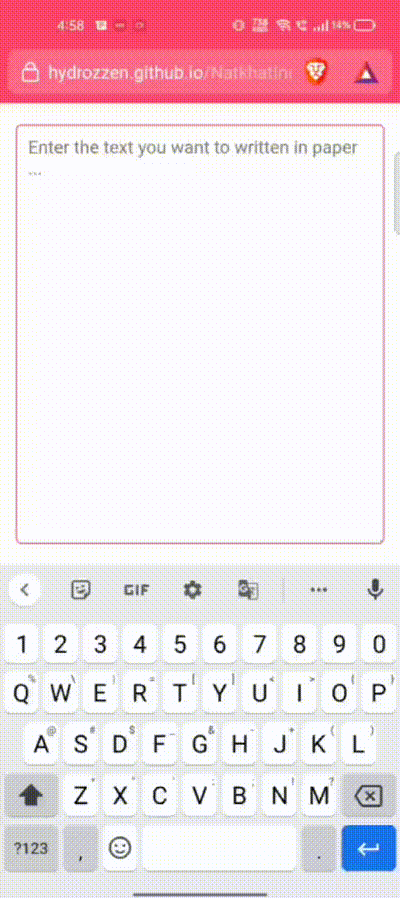 4:58
14%
hydrozzen.github.io/Natkhatin
Enter the text you want to written in paper
...
GIF
1 2 3 4 5 6 7 8 9 0
Q W E R T Y U I O P
A S D F G H J K L
Z X C V B N M
?123 , .